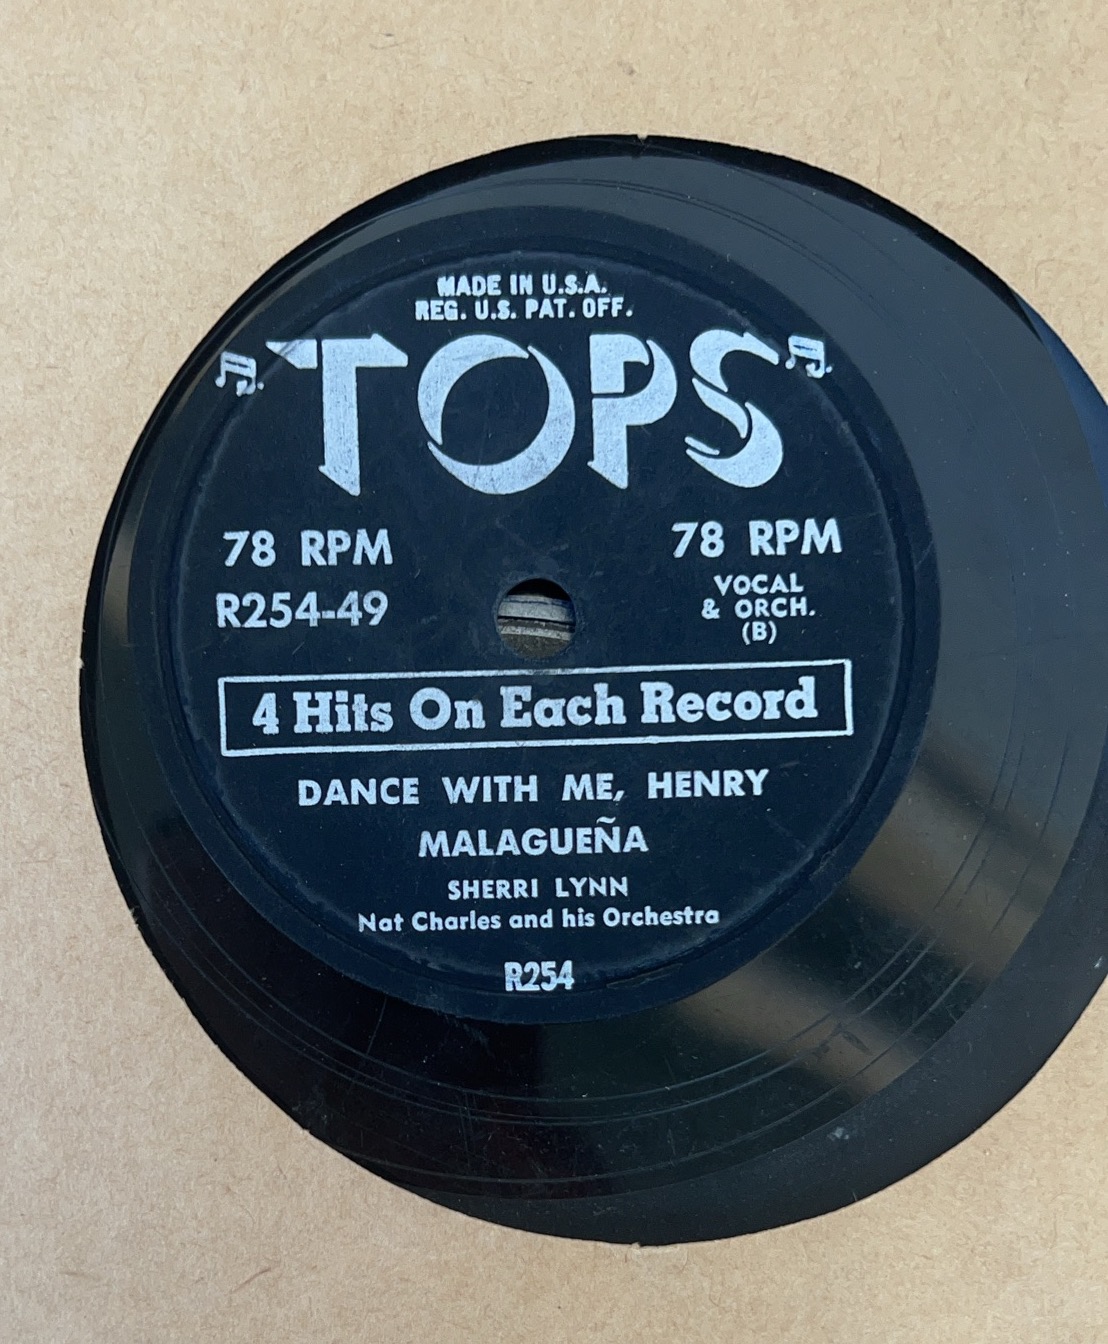 MADE IN U.S.A.
REG. U.S. PAT. OFF.
"TOPS"
78 RPM 78 RPM
R254-49 VOCAL
& ORCH.
(B)
4 Hits On Each Record
DANCE WITH ME, HENRY
MALAGUEÑA
SHERRI LYNN
Nat Charles and his Orchestra
R254